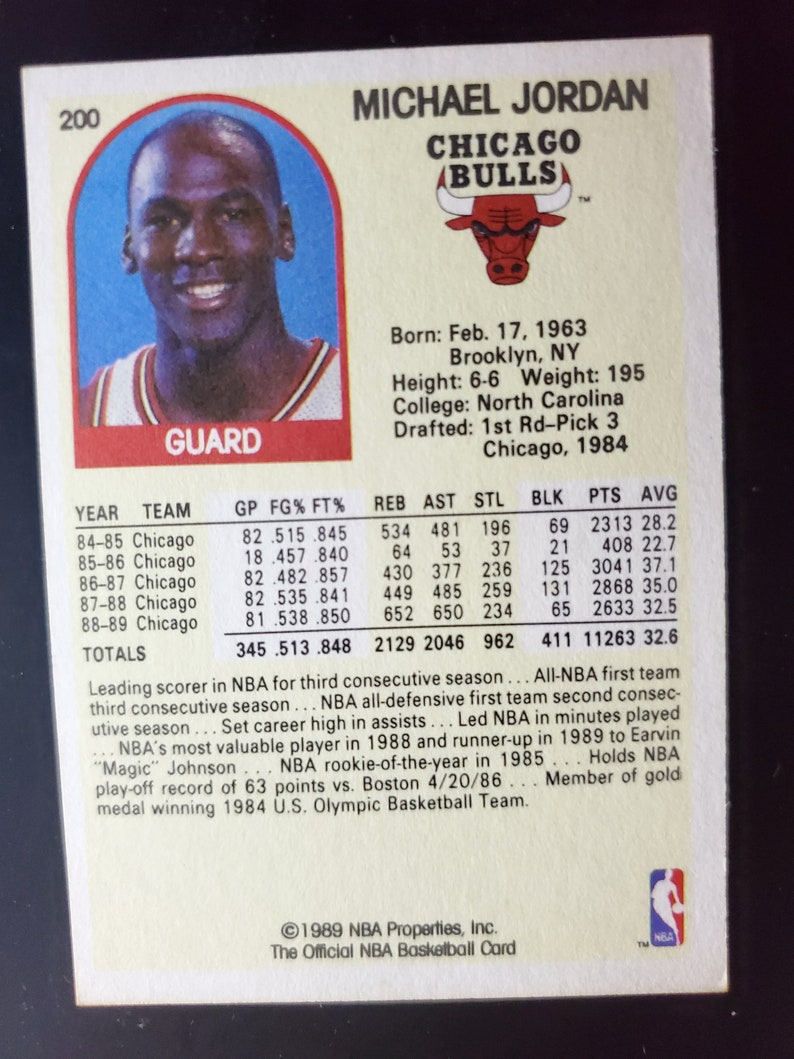 200
MICHAEL JORDAN
CHICAGO
BULLS
TM
GUARD
Born: Feb. 17, 1963
Brooklyn, NY
Height: 6-6 Weight: 195
College: North Carolina
Drafted: 1st Rd–Pick 3
Chicago, 1984
YEAR TEAM GP FG% FT% REB AST STL BLK PTS AVG
84–85 Chicago 82 .515 .845 534 481 196 69 2313 28.2
85–86 Chicago 18 .457 .840 64 53 37 21 408 22.7
86–87 Chicago 82 .482 .857 430 377 236 125 3041 37.1
87–88 Chicago 82 .535 .841 449 485 259 131 2868 35.0
88–89 Chicago 81 .538 .850 652 650 234 65 2633 32.5
TOTALS 345 .513 .848 2129 2046 962 411 11263 32.6
Leading scorer in NBA for third consecutive season . . . All-NBA first team
third consecutive season . . . NBA all-defensive first team second consec-
utive season . . . Set career high in assists . . . Led NBA in minutes played
. . . NBA's most valuable player in 1988 and runner-up in 1989 to Earvin
"Magic" Johnson . . . NBA rookie-of-the-year in 1985 . . . Holds NBA
play-off record of 63 points vs. Boston 4/20/86 . . . Member of gold
medal winning 1984 U.S. Olympic Basketball Team.
©1989 NBA Properties, Inc.
The Official NBA Basketball Card
TM
NBA